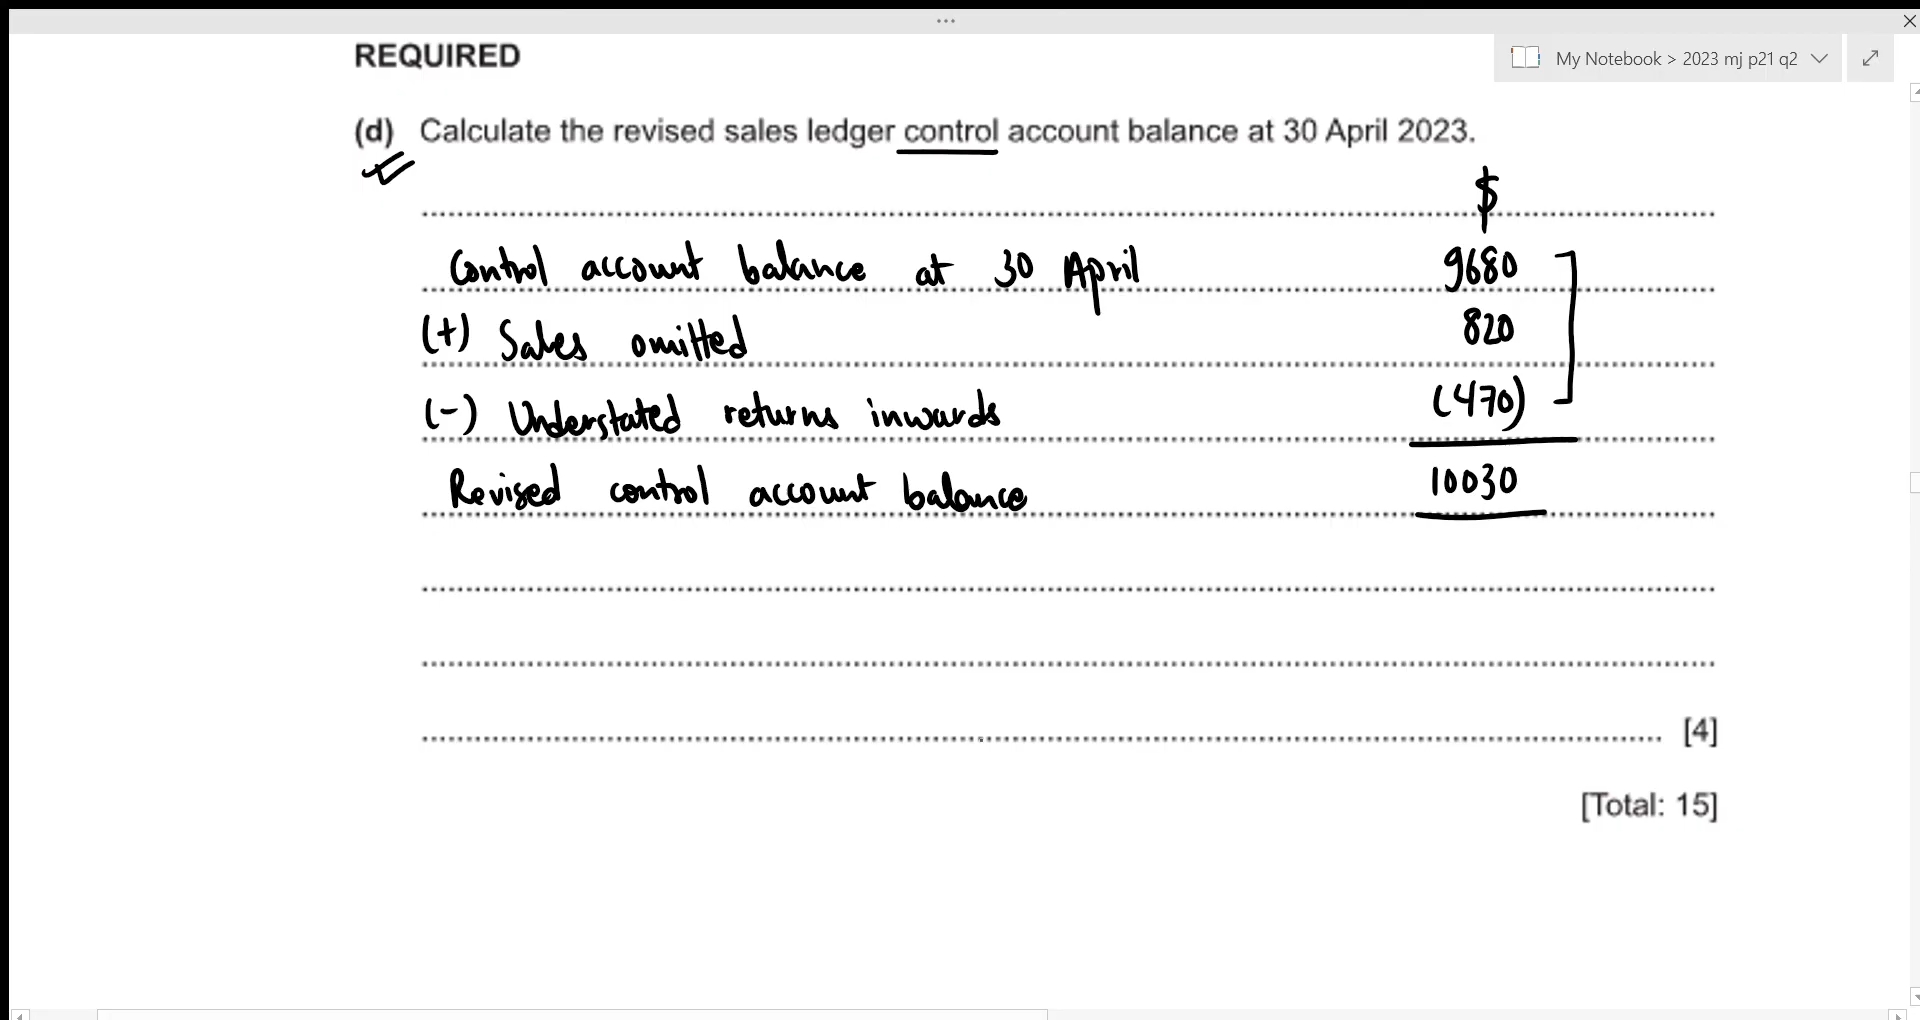 REQUIRED
My Notebook > 2023 mj p21 q2
(d) Calculate the revised sales ledger control account balance at 30 April 2023.
$
Control account balance at 30 April 9680
(+) Sales omitted 820
(-) Understated returns inwards (470)
Revised control account balance 10030
[4]
[Total: 15]